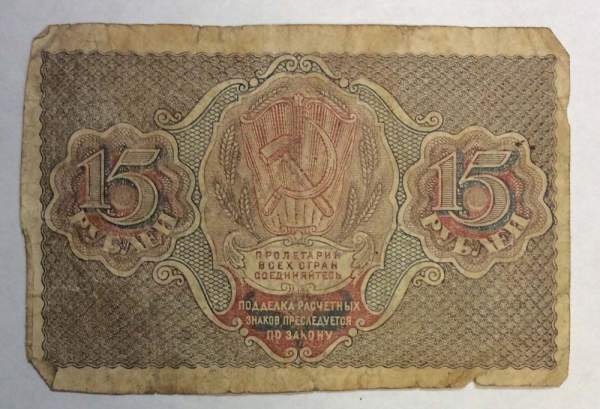 15
РУБЛЕЙ
15
РУБЛЕЙ
ПРОЛЕТАРИИ
ВСЕХ СТРАН
СОЕДИНЯЙТЕСЬ
ПОДДЕЛКА РАСЧЕТНЫХ
ЗНАКОВ ПРЕСЛЕДУЕТСЯ
ПО ЗАКОНУ